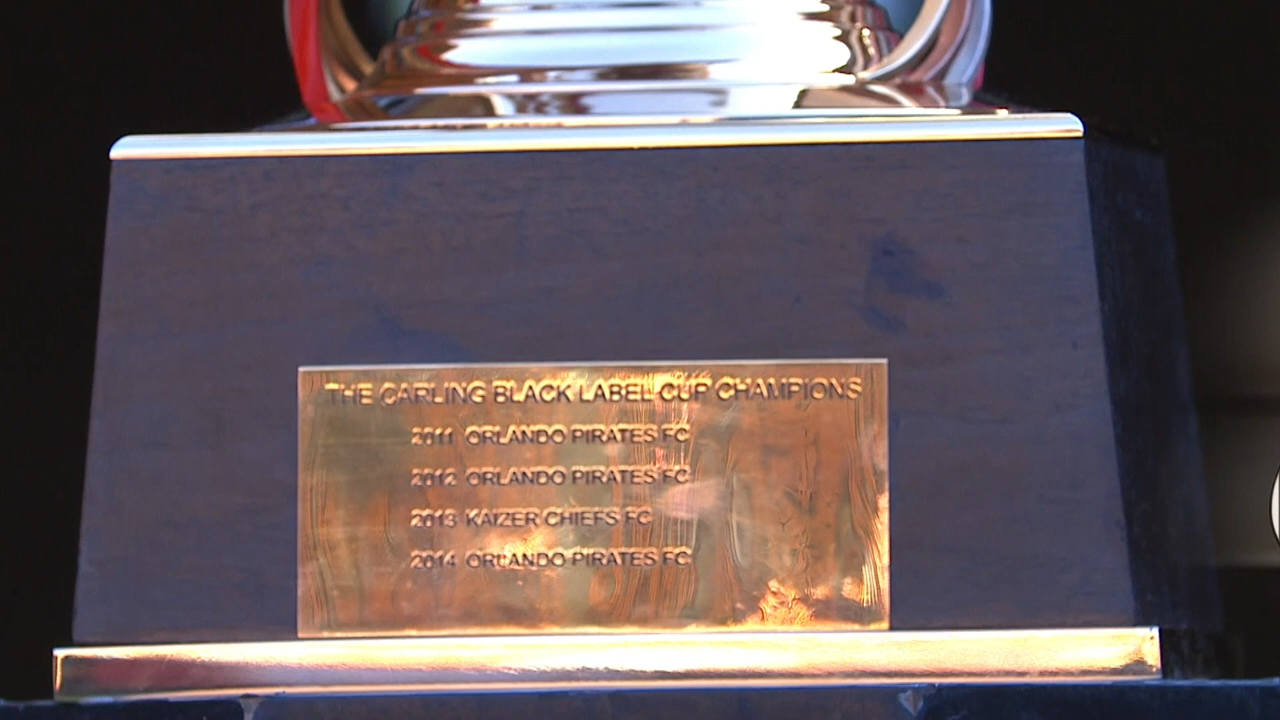 THE CARLING BLACK LABEL CUP CHAMPIONS
2011 ORLANDO PIRATES FC
2012 ORLANDO PIRATES FC
2013 KAIZER CHIEFS FC
2014 ORLANDO PIRATES FC